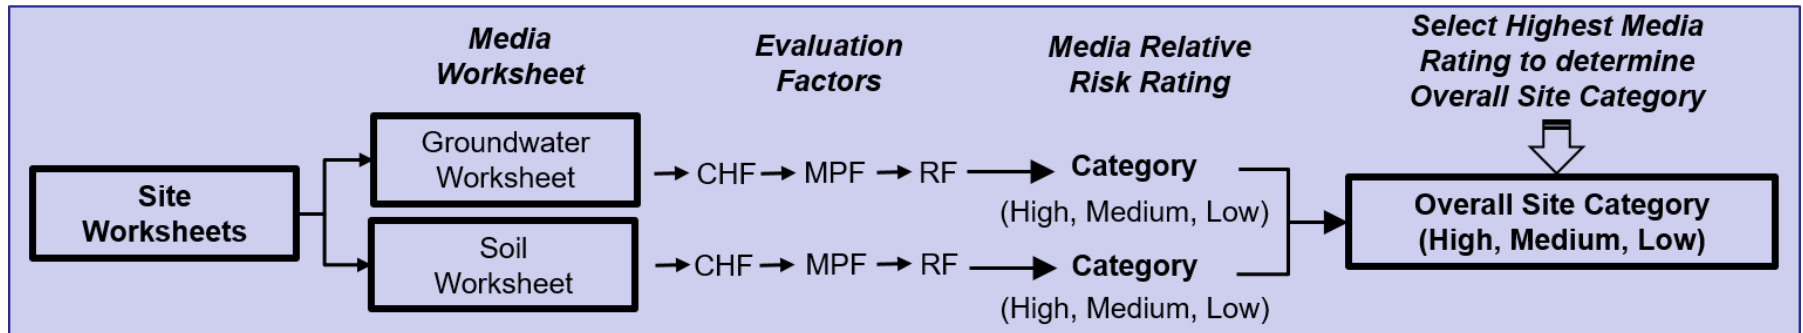 Media
Worksheet
Evaluation
Factors
Media Relative
Risk Rating
Select Highest Media
Rating to determine
Overall Site Category
Site
Worksheets
Groundwater
Worksheet
CHF
MPF
RF
Category
(High, Medium, Low)
Soil
Worksheet
CHF
MPF
RF
Category
(High, Medium, Low)
Overall Site Category
(High, Medium, Low)